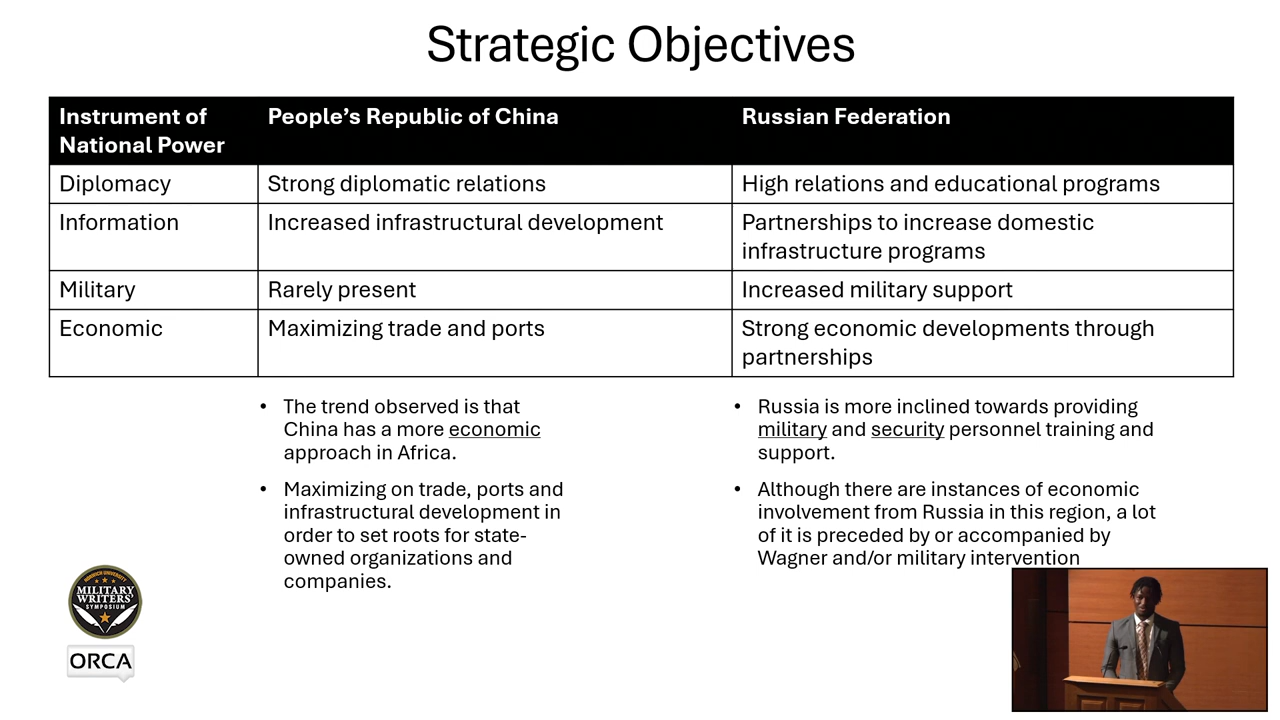 Strategic Objectives
Instrument of
National Power
People's Republic of China
Russian Federation
Diplomacy
Strong diplomatic relations
High relations and educational programs
Information
Increased infrastructural development
Partnerships to increase domestic
infrastructure programs
Military
Rarely present
Increased military support
Economic
Maximizing trade and ports
Strong economic developments through
partnerships
• The trend observed is that
China has a more economic
approach in Africa.
• Maximizing on trade, ports and
infrastructural development in
order to set roots for state-
owned organizations and
companies.
• Russia is more inclined towards providing
military and security personnel training and
support.
• Although there are instances of economic
involvement from Russia in this region, a lot
of it is preceded by or accompanied by
Wagner and/or military intervention
NORWICH UNIVERSITY
MILITARY
WRITERS'
SYMPOSIUM
ORCA